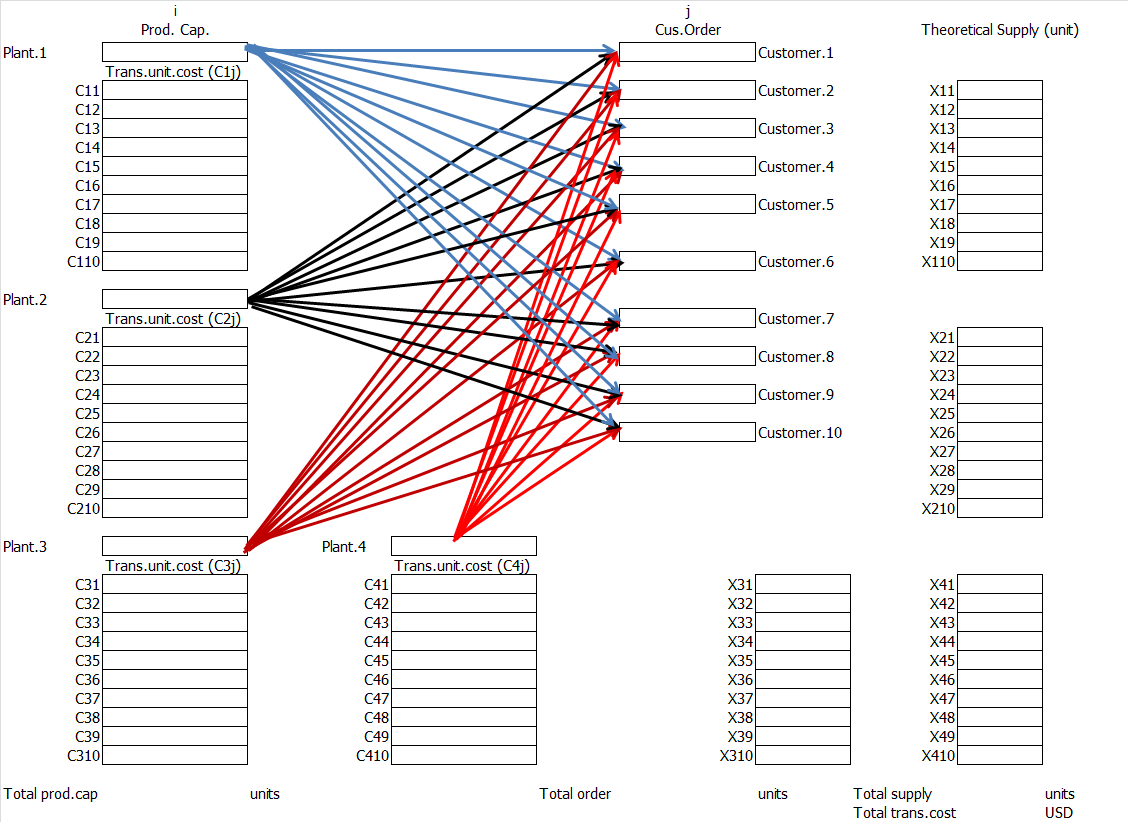 i j
Prod. Cap. Cus.Order Theoretical Supply (unit)
Plant.1 Customer.1
Trans.unit.cost (C1j)
C11 Customer.2 X11
C12 X12
C13 Customer.3 X13
C14 X14
C15 Customer.4 X15
C16 X16
C17 Customer.5 X17
C18 X18
C19 X19
C110 Customer.6 X110
Plant.2
Trans.unit.cost (C2j) Customer.7
C21 X21
C22 Customer.8 X22
C23 X23
C24 Customer.9 X24
C25 X25
C26 Customer.10 X26
C27 X27
C28 X28
C29 X29
C210 X210
Plant.3 Plant.4
Trans.unit.cost (C3j) Trans.unit.cost (C4j)
C31 C41 X31 X41
C32 C42 X32 X42
C33 C43 X33 X43
C34 C44 X34 X44
C35 C45 X35 X45
C36 C46 X36 X46
C37 C47 X37 X47
C38 C48 X38 X48
C39 C49 X39 X49
C310 C410 X310 X410
Total prod.cap units Total order units Total supply units
Total trans.cost USD